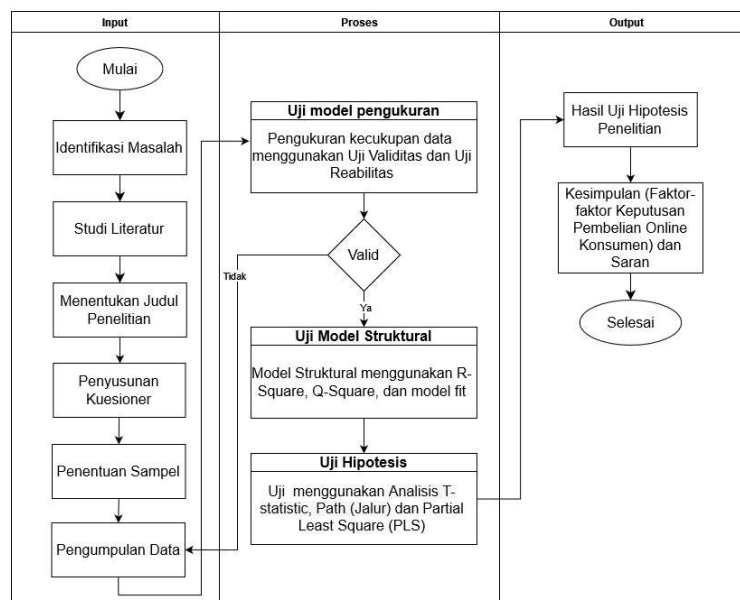 Input
Mulai
Identifikasi Masalah
Studi Literatur
Menentukan Judul
Penelitian
Penyusunan
Kuesioner
Penentuan Sampel
Pengumpulan Data
Proses
Uji model pengukuran
Pengukuran kecukupan data
menggunakan Uji Validitas dan Uji
Reabilitas
Valid
Tidak
Ya
Uji Model Struktural
Model Struktural menggunakan R-
Square, Q-Square, dan model fit
Uji Hipotesis
Uji menggunakan Analisis T-
statistic, Path (Jalur) dan Partial
Least Square (PLS)
Output
Hasil Uji Hipotesis
Penelitian
Kesimpulan (Faktor-
faktor Keputusan
Pembelian Online
Konsumen) dan
Saran
Selesai